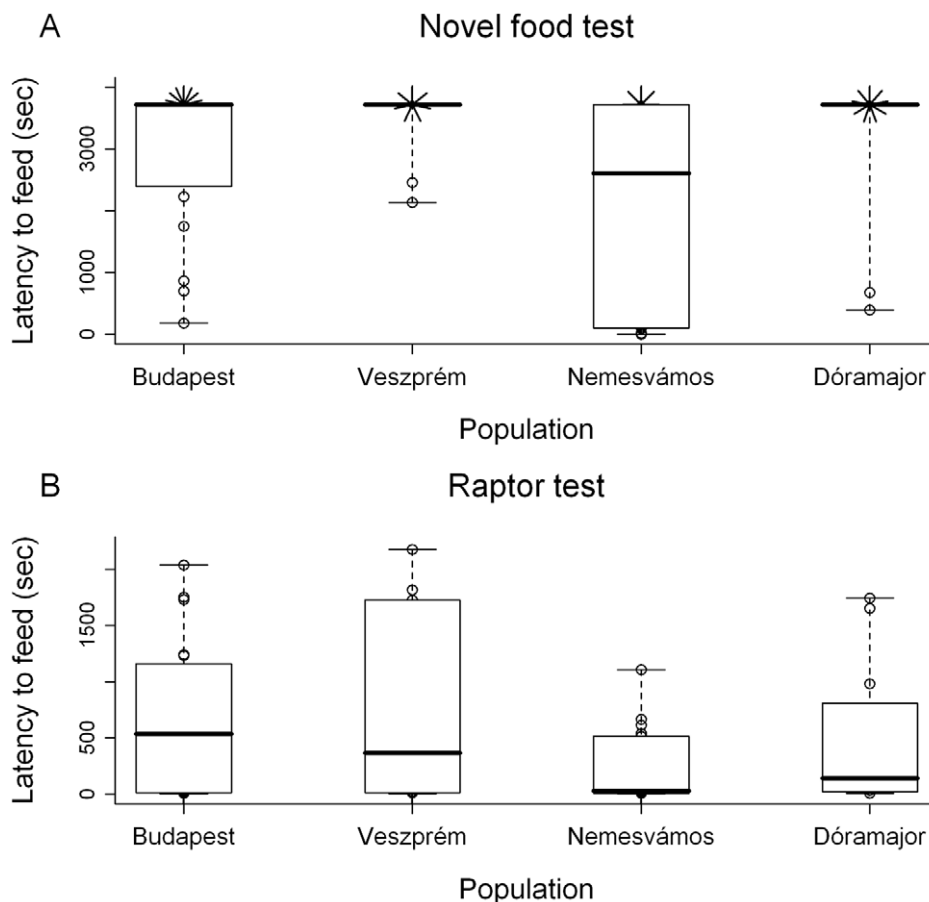 A
Novel food test
Latency to feed (sec)
3000
1000
0
Budapest
Veszprém
Nemesvámos
Dóramajor
Population
B
Raptor test
Latency to feed (sec)
1500
500
0
Budapest
Veszprém
Nemesvámos
Dóramajor
Population